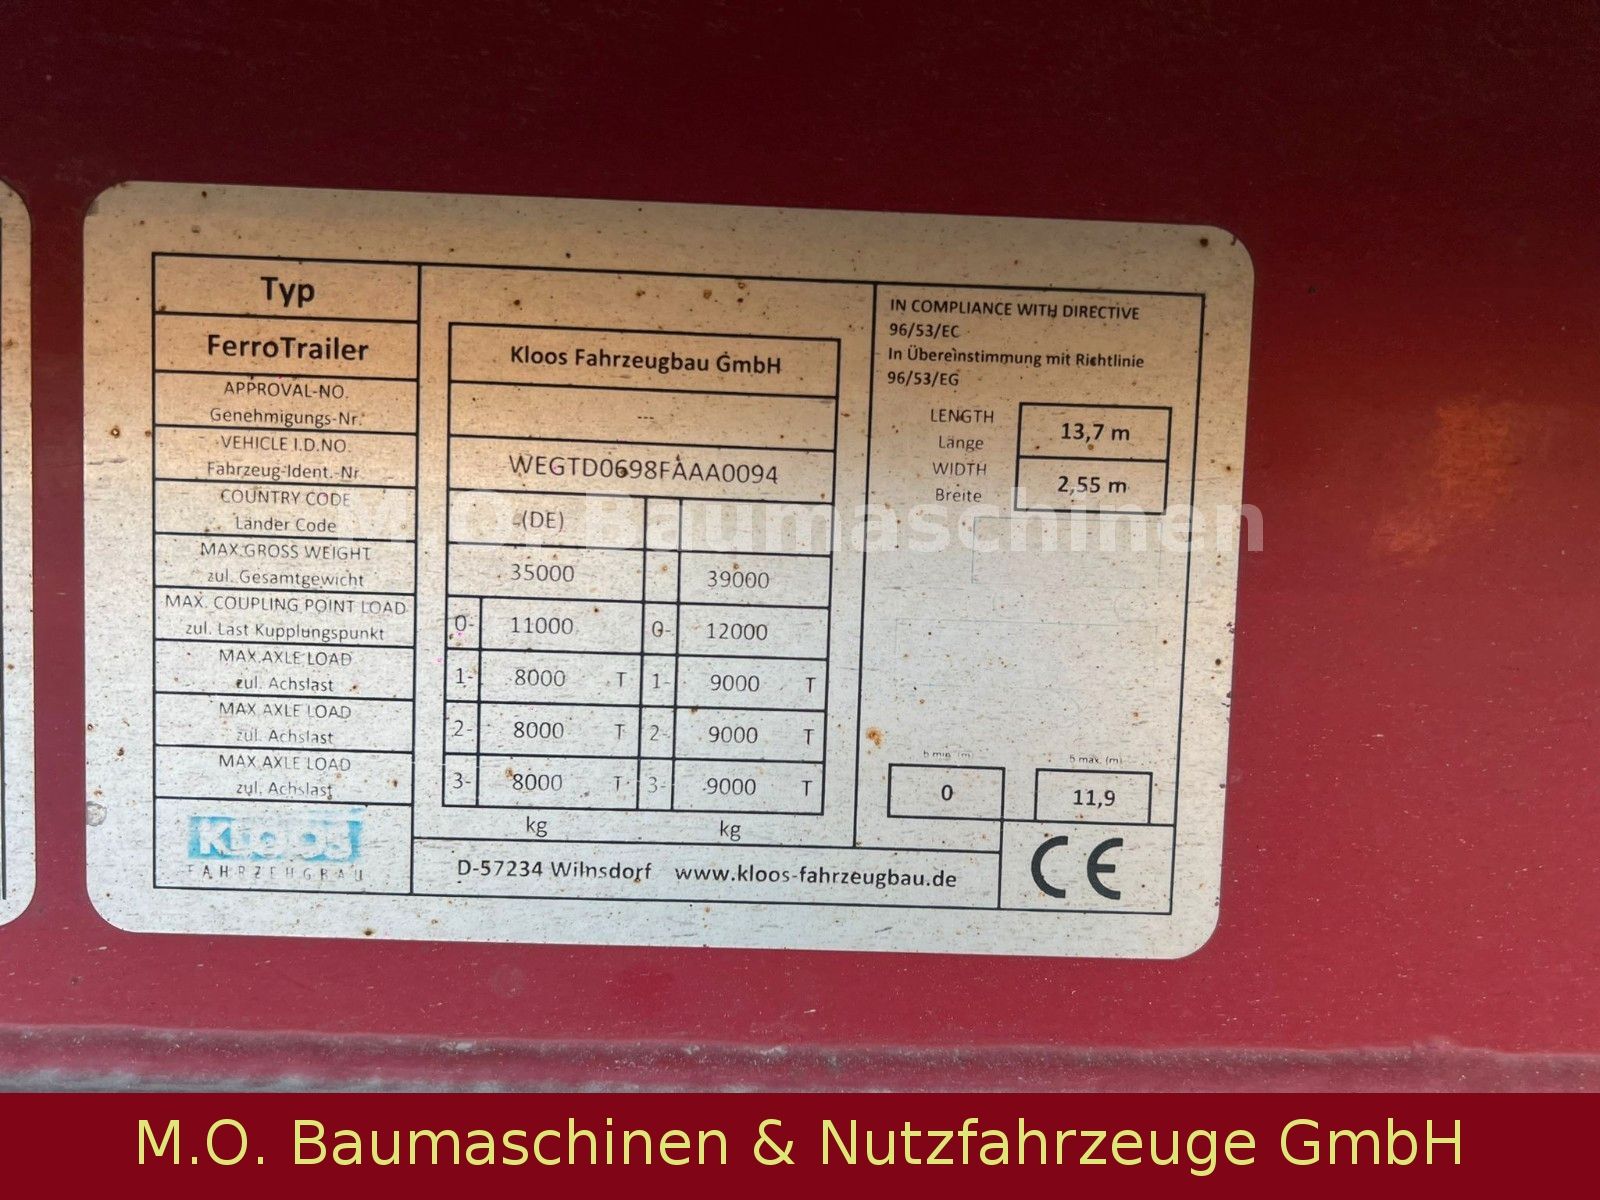 Typ
FerroTrailer
APPROVAL-NO.
Genehmigungs-Nr.
VEHICLE I.D.NO.
Fahrzeug-Ident.-Nr
COUNTRY CODE
Länder Code
MAX.GROSS WEIGHT
zul. Gesamtgewicht
MAX. COUPLING POINT LOAD
zul. Last Kupplungspunkt
MAX.AXLE LOAD
zul. Achslast
MAX.AXLE LOAD
zul. Achslast
MAX.AXLE LOAD
zul. Achslast
KLOOS
FAHRZEUGBAU
Kloos Fahrzeugbau GmbH
---
WEGTD0698FAAA0094
(DE)
35000 39000
0- 11000 0- 12000
1- 8000 T 1- 9000 T
2- 8000 T 2- 9000 T
3- 8000 T 3- 9000 T
kg kg
D-57234 Wilnsdorf www.kloos-fahrzeugbau.de
IN COMPLIANCE WITH DIRECTIVE
96/53/EC
In Übereinstimmung mit Richtlinie
96/53/EG
LENGTH
Länge
13,7 m
WIDTH
Breite
2,55 m
b min. (m)
0
b max. (m)
11,9
CE
M.O. Baumaschinen
M.O. Baumaschinen & Nutzfahrzeuge GmbH